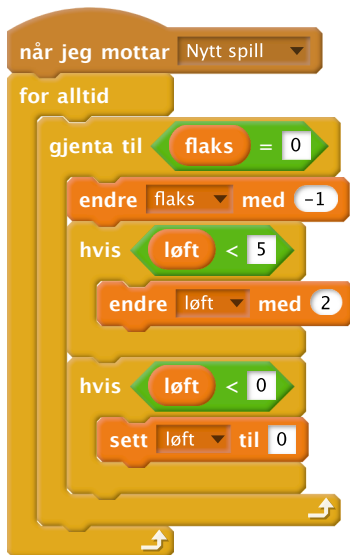 når jeg mottar Nytt spill
for alltid
gjenta til flaks = 0
endre flaks med -1
hvis løft < 5
endre løft med 2
hvis løft < 0
sett løft til 0